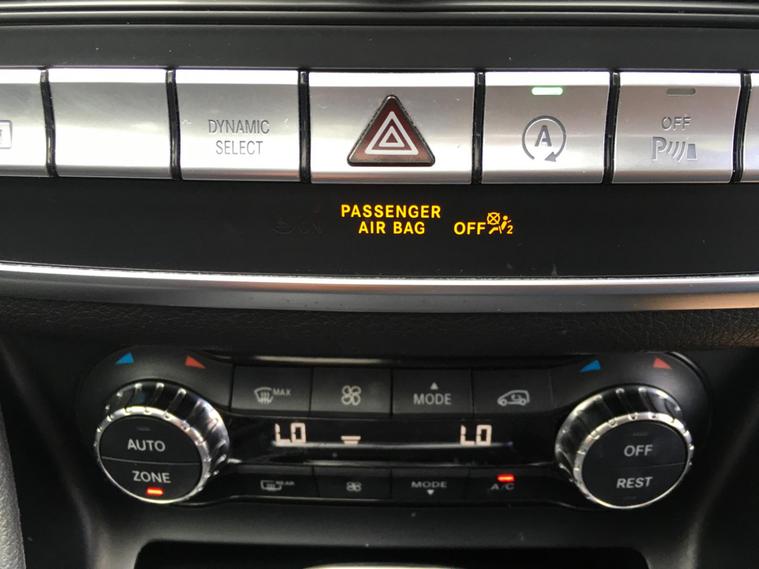 DYNAMIC
SELECT
A
OFF
P
PASSENGER
AIR BAG OFF 2
MAX
MODE
AUTO
LO
LO
OFF
ZONE
REAR
MODE
A/C
REST